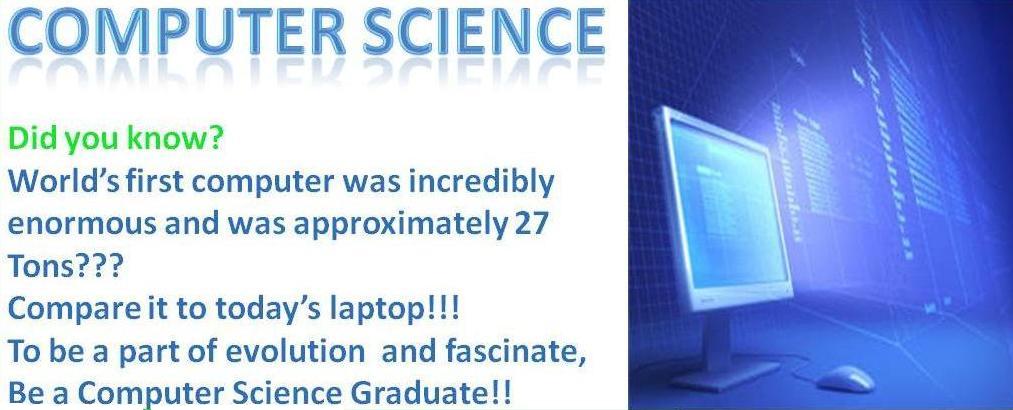 COMPUTER SCIENCE
Did you know?
World's first computer was incredibly
enormous and was approximately 27
Tons???
Compare it to today's laptop!!!
To be a part of evolution and fascinate,
Be a Computer Science Graduate!!